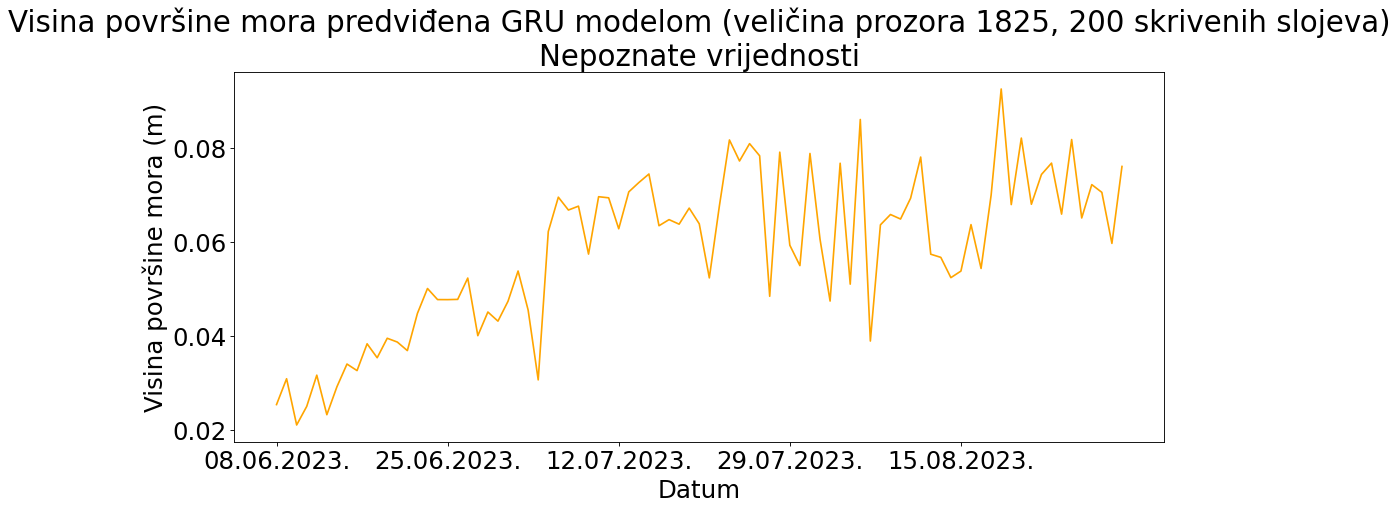 Visina površine mora predviđena GRU modelom (veličina prozora 1825, 200 skrivenih slojeva)
Nepoznate vrijednosti
Visina površine mora (m)
0.08
0.06
0.04
0.02
08.06.2023. 25.06.2023. 12.07.2023. 29.07.2023. 15.08.2023.
Datum